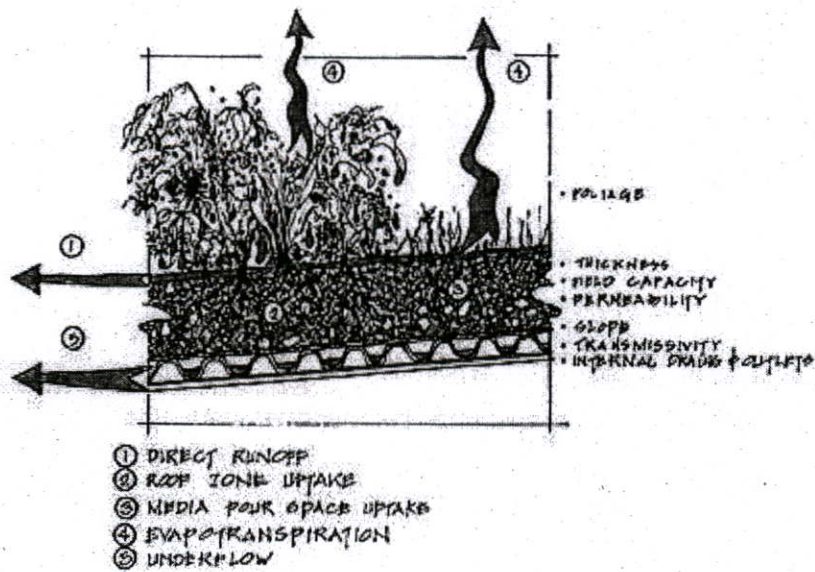 ④
④
• FOLIAGE
①
• THICKNESS
• FIELD CAPACITY
• PERMEABILITY
③
②
• SLOPE
⑤
• TRANSMISSIVITY
• INTERNAL DRAINS & OUTLETS
① DIRECT RUNOFF
② ROOF ZONE UPTAKE
③ MEDIA POUR SPACE UPTAKE
④ EVAPOTRANSPIRATION
⑤ UNDERFLOW